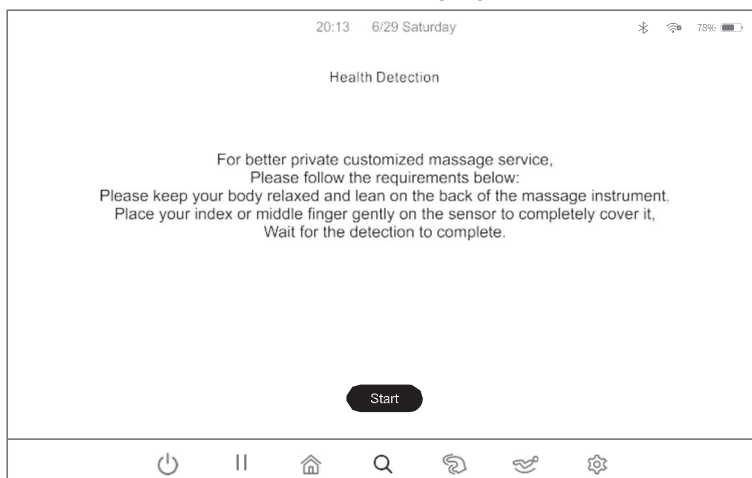 20:13 6/29 Saturday 78%
Health Detection
For better private customized massage service,
Please follow the requirements below:
Please keep your body relaxed and lean on the back of the massage instrument.
Place your index or middle finger gently on the sensor to completely cover it,
Wait for the detection to complete.
Start